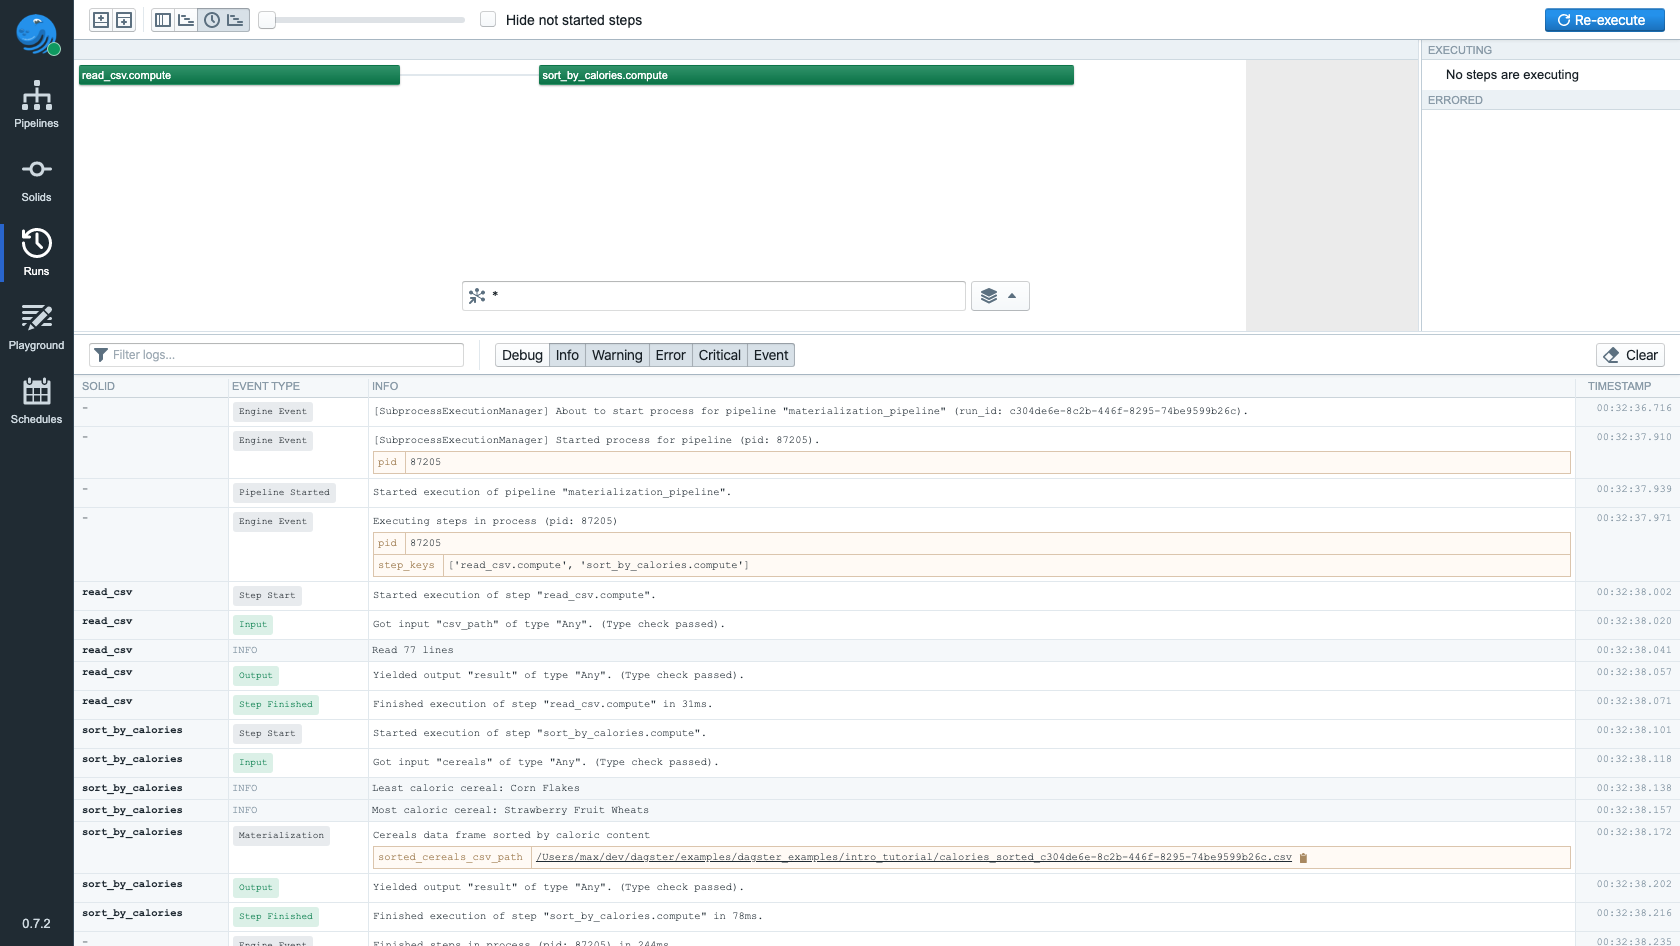 Hide not started steps
Re-execute
Pipelines
Solids
Runs
Playground
Schedules
0.7.2
read_csv.compute
sort_by_calories.compute
EXECUTING
No steps are executing
ERRORED
*
Filter logs...
Debug Info Warning Error Critical Event
Clear
SOLID EVENT TYPE INFO TIMESTAMP
- Engine Event [SubprocessExecutionManager] About to start process for pipeline "materialization_pipeline" (run_id: c304de6e-8c2b-446f-8295-74be9599b26c). 00:32:36.716
- Engine Event [SubprocessExecutionManager] Started process for pipeline (pid: 87205). 00:32:37.910
pid 87205
- Pipeline Started Started execution of pipeline "materialization_pipeline". 00:32:37.939
- Engine Event Executing steps in process (pid: 87205) 00:32:37.971
pid 87205
step_keys ['read_csv.compute', 'sort_by_calories.compute']
read_csv Step Start Started execution of step "read_csv.compute". 00:32:38.002
read_csv Input Got input "csv_path" of type "Any". (Type check passed). 00:32:38.020
read_csv INFO Read 77 lines 00:32:38.041
read_csv Output Yielded output "result" of type "Any". (Type check passed). 00:32:38.057
read_csv Step Finished Finished execution of step "read_csv.compute" in 31ms. 00:32:38.071
sort_by_calories Step Start Started execution of step "sort_by_calories.compute". 00:32:38.101
sort_by_calories Input Got input "cereals" of type "Any". (Type check passed). 00:32:38.118
sort_by_calories INFO Least caloric cereal: Corn Flakes 00:32:38.138
sort_by_calories INFO Most caloric cereal: Strawberry Fruit Wheats 00:32:38.157
sort_by_calories Materialization Cereals data frame sorted by caloric content 00:32:38.172
sorted_cereals_csv_path /Users/max/dev/dagster/examples/dagster_examples/intro_tutorial/calories_sorted_c304de6e-8c2b-446f-8295-74be9599b26c.csv
sort_by_calories Output Yielded output "result" of type "Any". (Type check passed). 00:32:38.202
sort_by_calories Step Finished Finished execution of step "sort_by_calories.compute" in 78ms. 00:32:38.216
- Engine Event Finished steps in process (pid: 87205) in 244ms 00:32:38.235